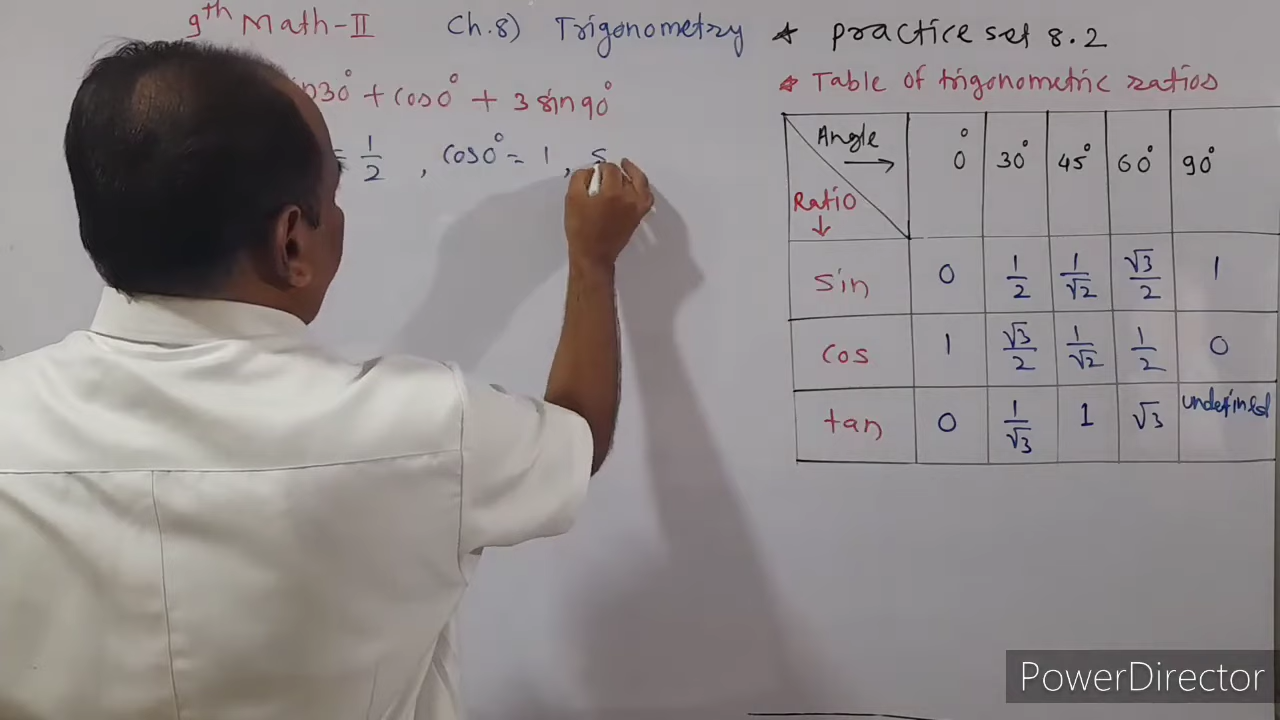 9th Math-II Ch.8) Trigonometry ★ practice set 8.2
30° + cos0° + 3 sin90°
= 1/2 , cos0° = 1 , s
★ Table of trigonometric ratios
Angle → 0° 30° 45° 60° 90°
Ratio ↓
sin 0 1/2 1/√2 √3/2 1
cos 1 √3/2 1/√2 1/2 0
tan 0 1/√3 1 √3 undefined
PowerDirector